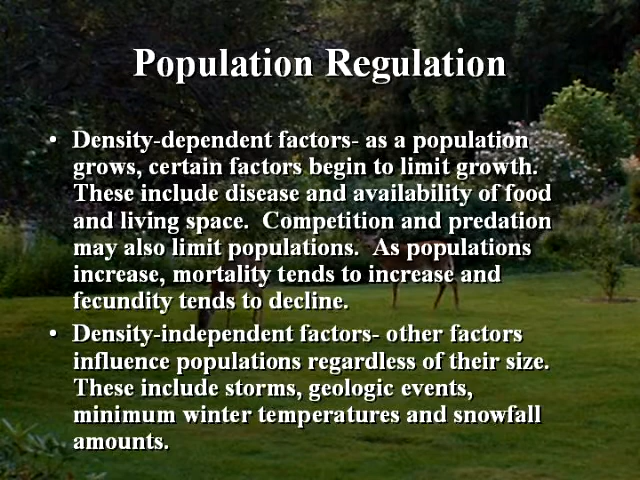 Population Regulation
• Density-dependent factors- as a population
grows, certain factors begin to limit growth.
These include disease and availability of food
and living space.  Competition and predation
may also limit populations.  As populations
increase, mortality tends to increase and
fecundity tends to decline.
• Density-independent factors- other factors
influence populations regardless of their size.
These include storms, geologic events,
minimum winter temperatures and snowfall
amounts.